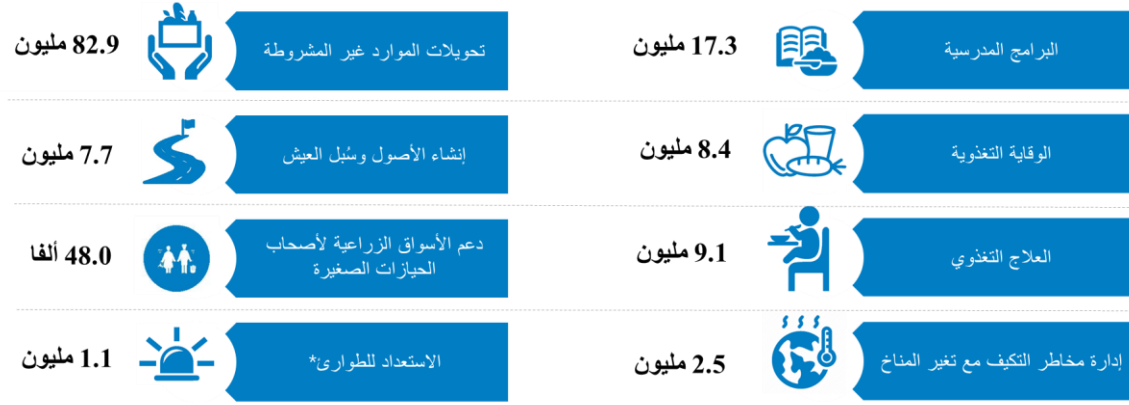 البرامج المدرسية
17.3 مليون
تحويلات الموارد غير المشروطة
82.9 مليون
الوقاية التغذوية
8.4 مليون
إنشاء الأصول وسُبل العيش
7.7 مليون
العلاج التغذوي
9.1 مليون
دعم الأسواق الزراعية لأصحاب
الحيازات الصغيرة
48.0 ألفا
إدارة مخاطر التكيف مع تغير المناخ
2.5 مليون
الاستعداد للطوارئ*
1.1 مليون